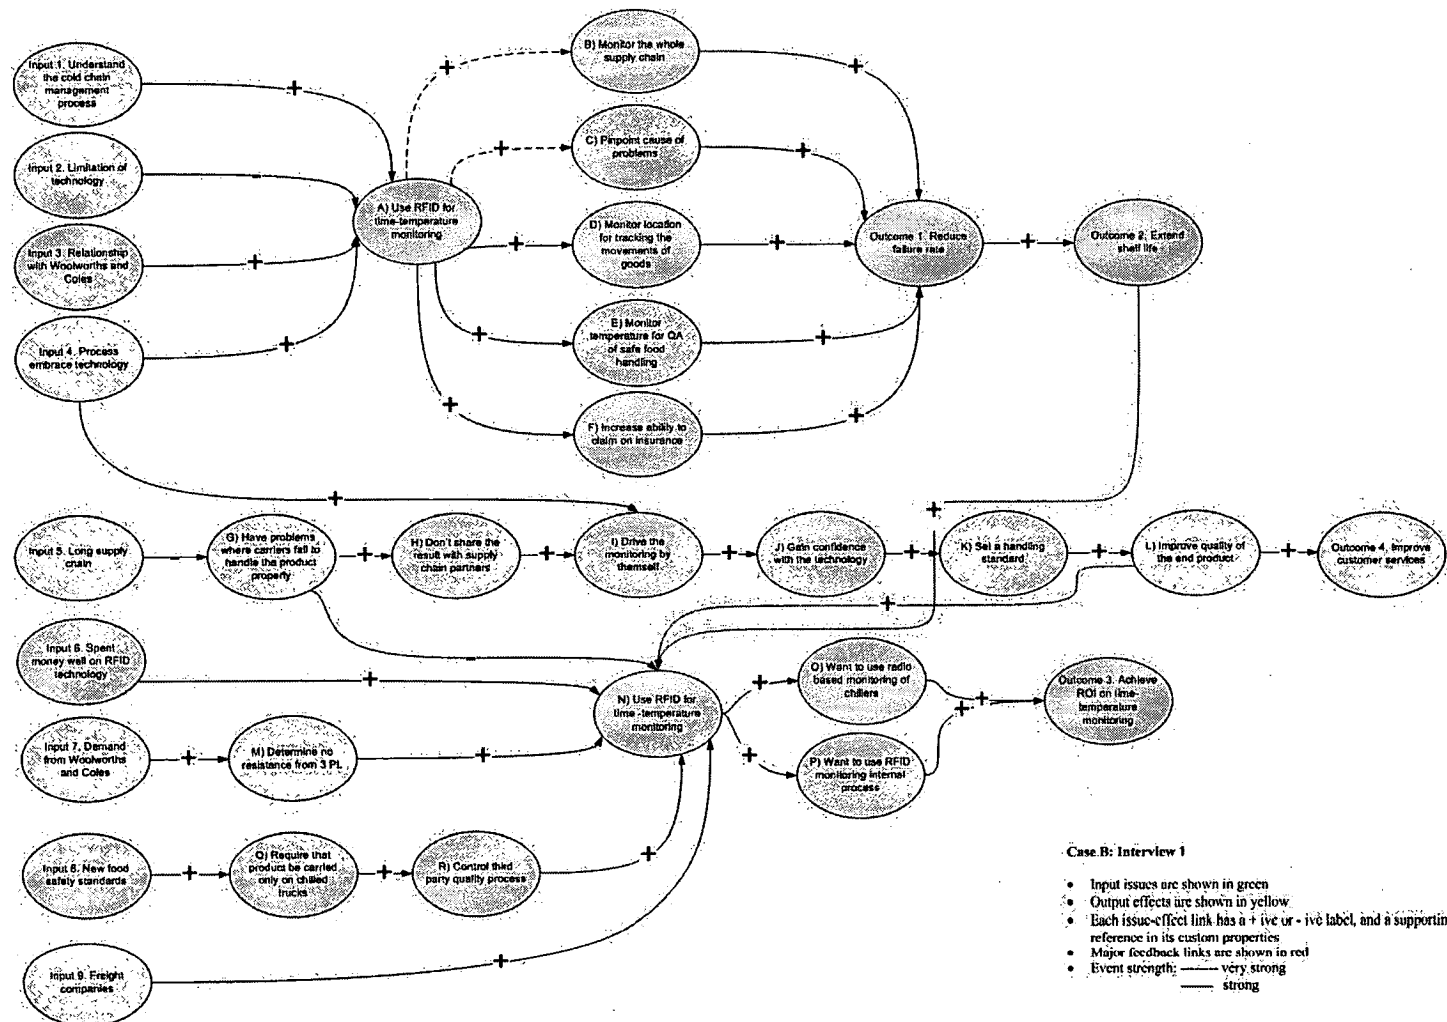 Input 1. Understand
the cold chain
management
process
Input 2. Limitation of
technology
Input 3. Relationship
with Woolworths and
Coles
Input 4. Process
embrace technology
A) Use RFID for
time-temperature
monitoring
B) Monitor the whole
supply chain
C) Pinpoint cause of
problems
D) Monitor location
for tracking the
movements of
goods
E) Monitor
temperature for QA
of safe food
handling
F) Increase ability to
claim on insurance
Outcome 1. Reduce
failure rate
Outcome 2. Extend
shelf life
Input 5. Long supply
chain
G) Have problems
where carriers fail to
handle the product
property
H) Don't share the
result with supply
chain partners
I) Drive the
monitoring by
themself
J) Gain confidence
with the technology
K) Set a handling
standard
L) Improve quality of
the end product
Outcome 4. Improve
customer services
Input 6. Spent
money well on RFID
technology
Input 7. Demand
from Woolworths
and Coles
M) Determine no
resistance from 3 PL
N) Use RFID for
time -temperature
monitoring
O) Want to use radio
based monitoring of
chillers
P) Want to use RFID
monitoring internal
process
Outcome 3. Achieve
ROI on time-
temperature
monitoring
Input 8. New food
safety standards
Q) Require that
product be carried
only on chilled
trucks
R) Control third
party quality process
Input 9. Freight
companies
Case B: Interview 1
• Input issues are shown in green
• Output effects are shown in yellow
• Each issue-effect link has a + ive or - ive label, and a supportin
reference in its custom properties
• Major feedback links are shown in red
• Event strength: —— very strong
—— strong